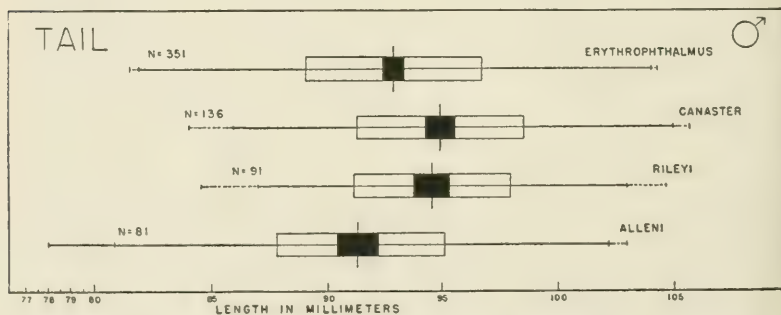 TAIL
♂
N=351
ERYTHROPHTHALMUS
N=136
CANASTER
N=91
RILEYI
N=81
ALLENI
77 78 79 80 85 90 95 100 105
LENGTH IN MILLIMETERS